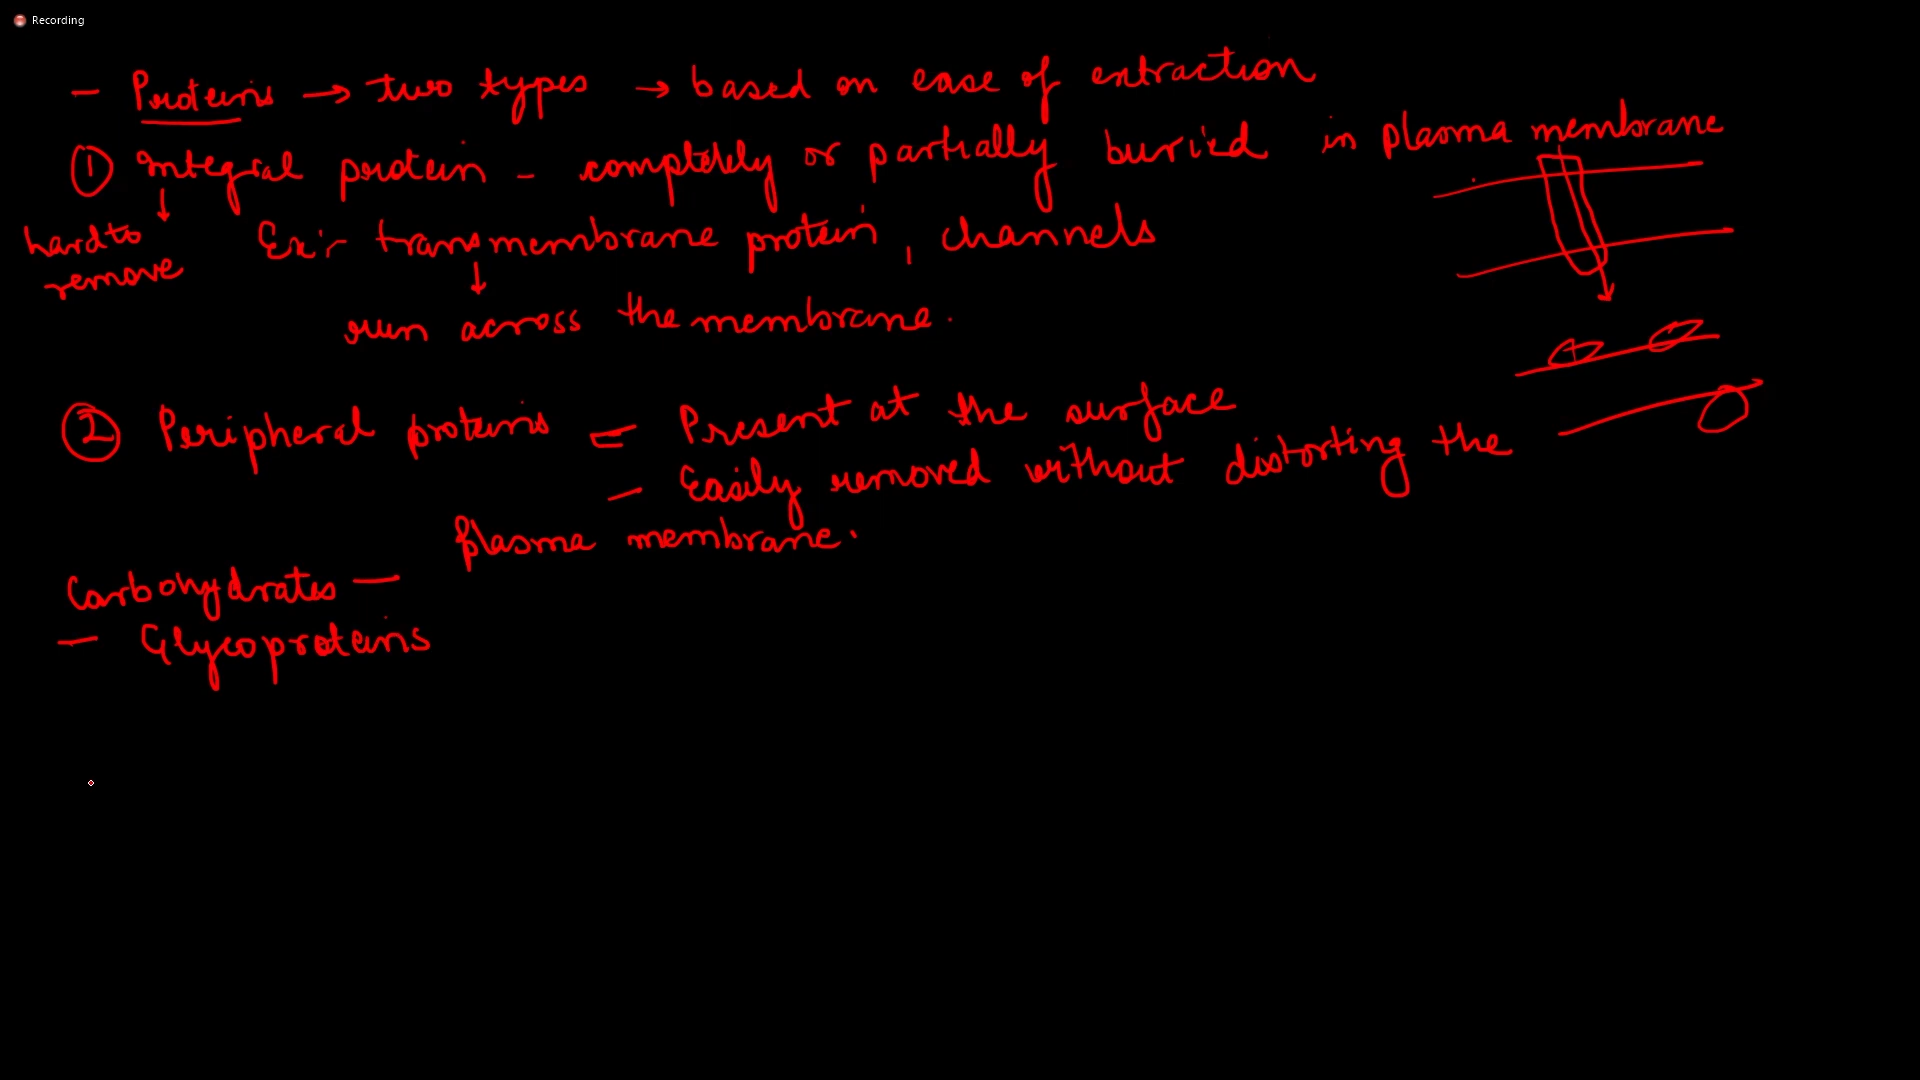 Recording
- Proteins → two types → based on ease of extraction
① Integral protein - completely or partially buried in plasma membrane
↓
hard to remove
Ex:- transmembrane protein, channels
↓
run across the membrane.
② Peripheral proteins = Present at the surface
- Easily removed without distorting the
plasma membrane.
Carbohydrates -
- Glycoproteins